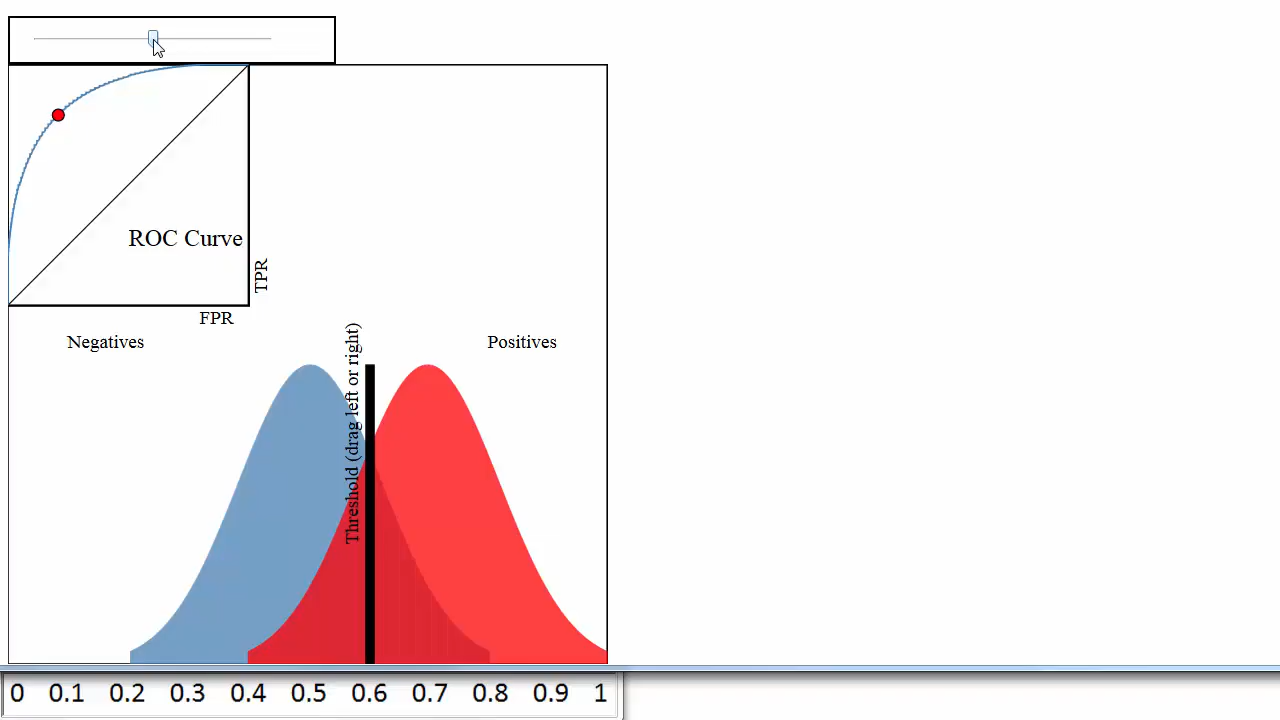 ROC Curve
TPR
FPR
Negatives
Positives
Threshold (drag left or right)
0 0.1 0.2 0.3 0.4 0.5 0.6 0.7 0.8 0.9 1